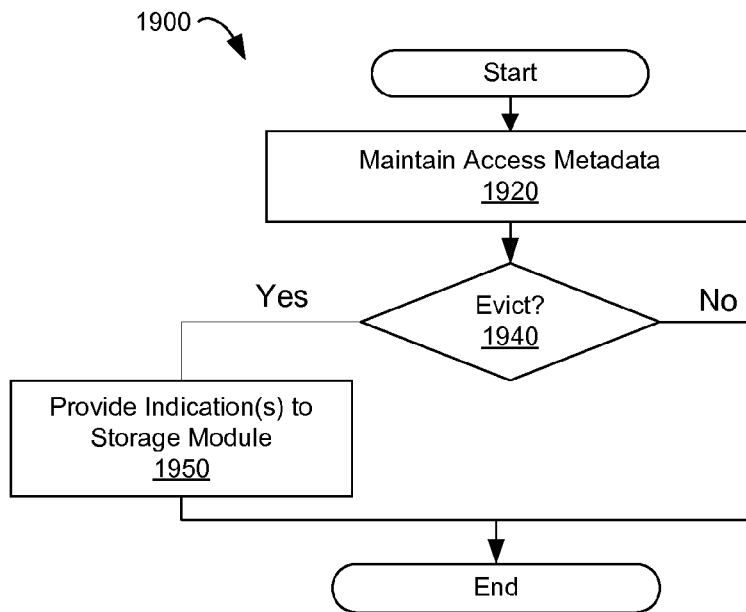 1900
Start
Maintain Access Metadata
1920
Yes
Evict?
1940
No
Provide Indication(s) to
Storage Module
1950
End